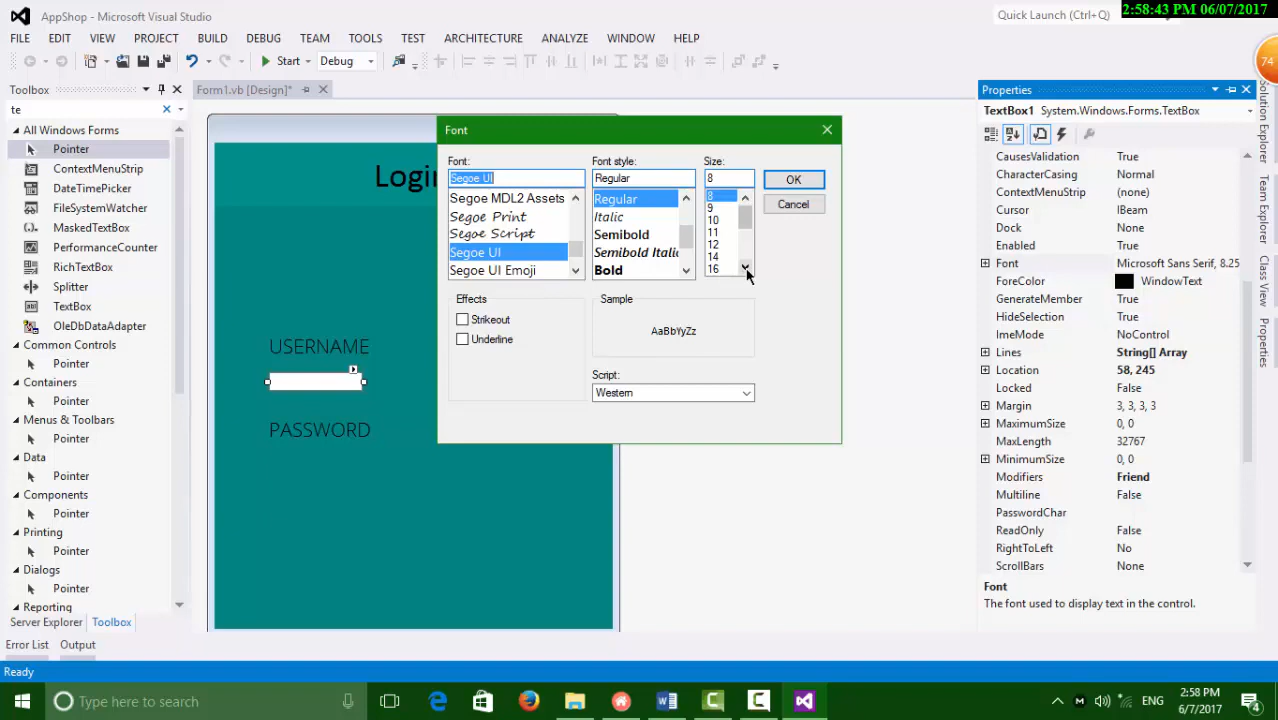 AppShop - Microsoft Visual Studio
Quick Launch (Ctrl+Q)
2:58:43 PM 06/07/2017
FILE EDIT VIEW PROJECT BUILD DEBUG TEAM TOOLS TEST ARCHITECTURE ANALYZE WINDOW HELP
Start Debug
74
Toolbox
te
All Windows Forms
Pointer
ContextMenuStrip
DateTimePicker
FileSystemWatcher
MaskedTextBox
PerformanceCounter
RichTextBox
Splitter
TextBox
OleDbDataAdapter
Common Controls
Pointer
Containers
Pointer
Menus & Toolbars
Pointer
Data
Pointer
Components
Pointer
Printing
Pointer
Dialogs
Pointer
Reporting
Server Explorer Toolbox
Error List Output
Ready
Form1.vb [Design]*
Login
USERNAME
PASSWORD
Font
Font:
Segoe UI
Segoe MDL2 Assets
Segoe Print
Segoe Script
Segoe UI
Segoe UI Emoji
Font style:
Regular
Regular
Italic
Semibold
Semibold Italic
Bold
Size:
8
8
9
10
11
12
14
16
OK
Cancel
Effects
Strikeout
Underline
Sample
AaBbYyZz
Script:
Western
Properties
TextBox1 System.Windows.Forms.TextBox
CausesValidation True
CharacterCasing Normal
ContextMenuStrip (none)
Cursor IBeam
Dock None
Enabled True
Font Microsoft Sans Serif, 8.25
ForeColor WindowText
GenerateMember True
HideSelection True
ImeMode NoControl
Lines String[] Array
Location 58, 245
Locked False
Margin 3, 3, 3, 3
MaximumSize 0, 0
MaxLength 32767
MinimumSize 0, 0
Modifiers Friend
Multiline False
PasswordChar
ReadOnly False
RightToLeft No
ScrollBars None
Font
The font used to display text in the control.
Solution Explorer
Team Explorer
Properties
Type here to search
ENG
2:58 PM
6/7/2017
4